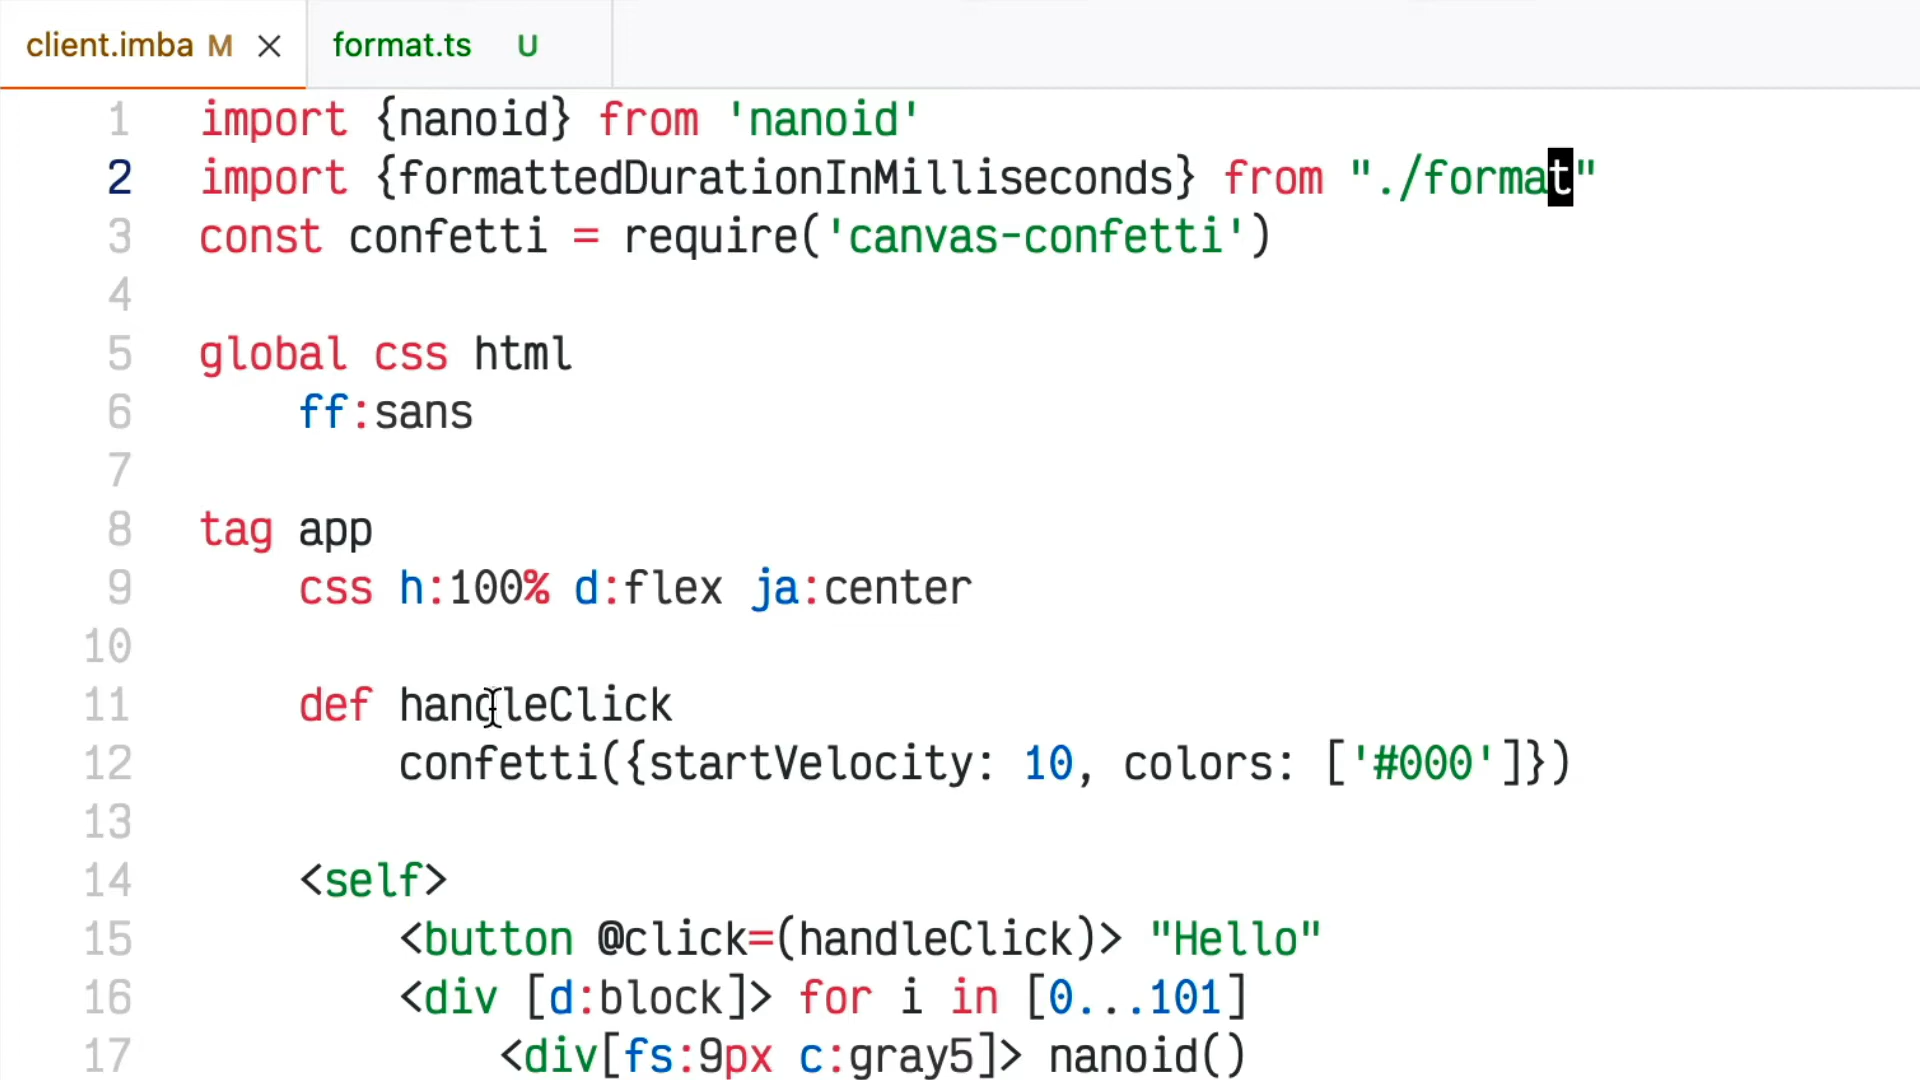 client.imba M × format.ts U
1 import {nanoid} from 'nanoid'
2 import {formattedDurationInMilliseconds} from "./format"
3 const confetti = require('canvas-confetti')
4
5 global css html
6 ff:sans
7
8 tag app
9 css h:100% d:flex ja:center
10
11 def handleClick
12 confetti({startVelocity: 10, colors: ['#000']})
13
14 <self>
15 <button @click=(handleClick)> "Hello"
16 <div [d:block]> for i in [0...101]
17 <div[fs:9px c:gray5]> nanoid()